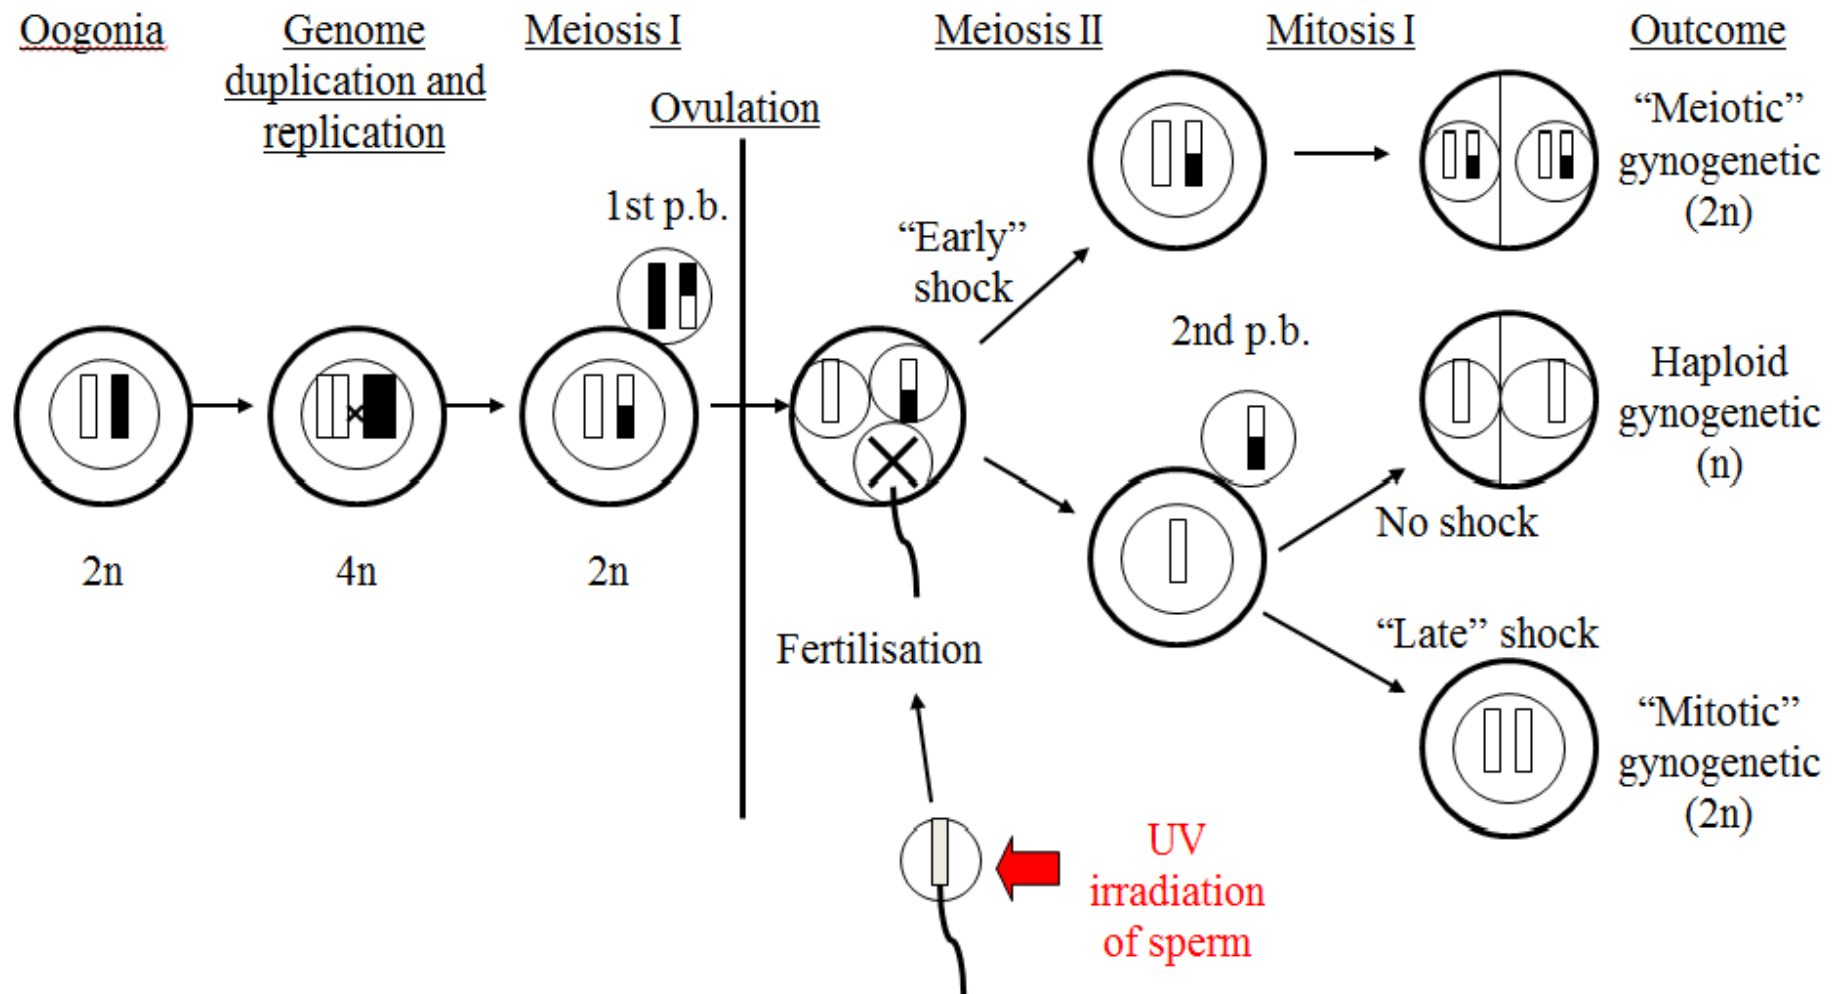 Oogonia
Genome
duplication and
replication
Meiosis I
Ovulation
Meiosis II
Mitosis I
Outcome
1st p.b.
“Early”
shock
2nd p.b.
“Meiotic”
gynogenetic
(2n)
Haploid
gynogenetic
(n)
No shock
2n
4n
2n
Fertilisation
“Late” shock
“Mitotic”
gynogenetic
(2n)
UV
irradiation
of sperm